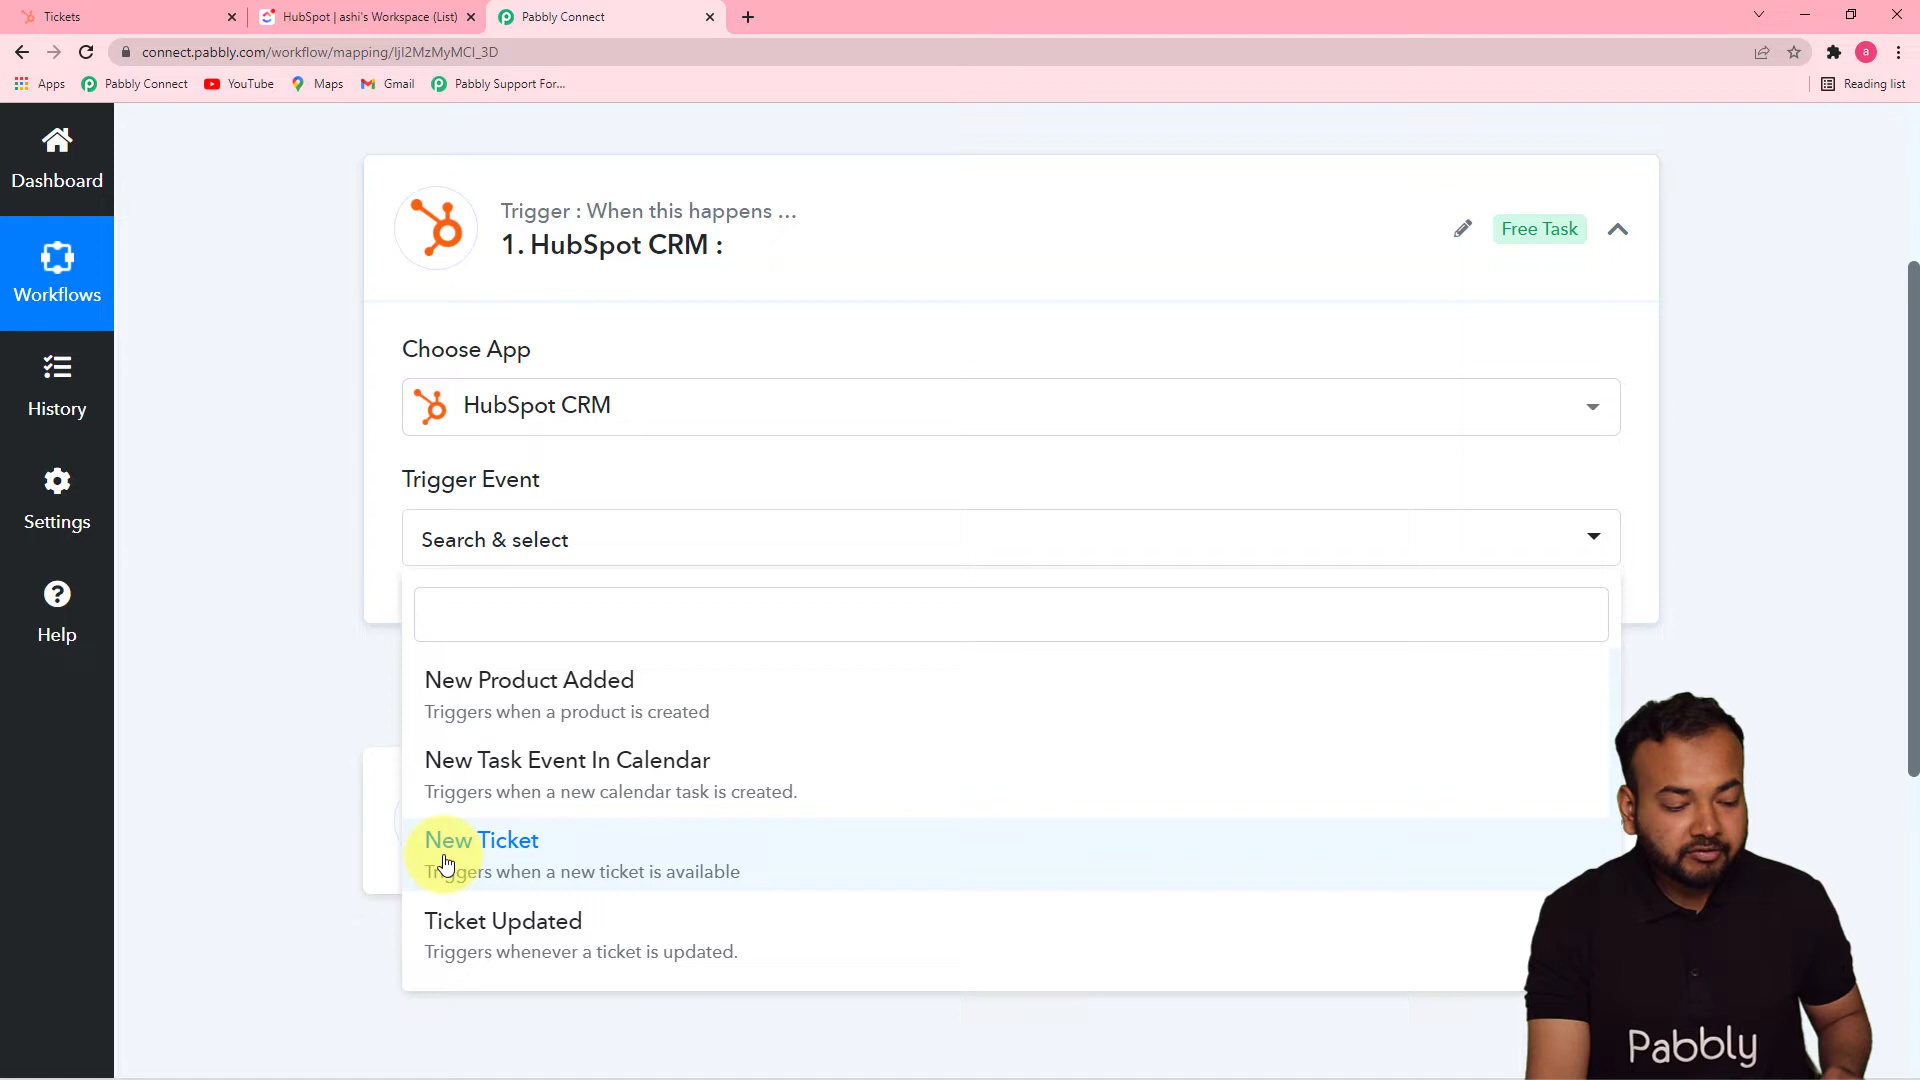 Tickets
HubSpot | ashi's Workspace (List)
Pabbly Connect
connect.pabbly.com/workflow/mapping/IjI2MzMyMCI_3D
a
Apps
Pabbly Connect
YouTube
Maps
Gmail
Pabbly Support For...
Reading list
Dashboard
Workflows
History
Settings
Help
Trigger : When this happens ...
1. HubSpot CRM :
Free Task
Choose App
HubSpot CRM
Trigger Event
Search & select
New Product Added
Triggers when a product is created
New Task Event In Calendar
Triggers when a new calendar task is created.
New Ticket
Triggers when a new ticket is available
Ticket Updated
Triggers whenever a ticket is updated.
Pabbly